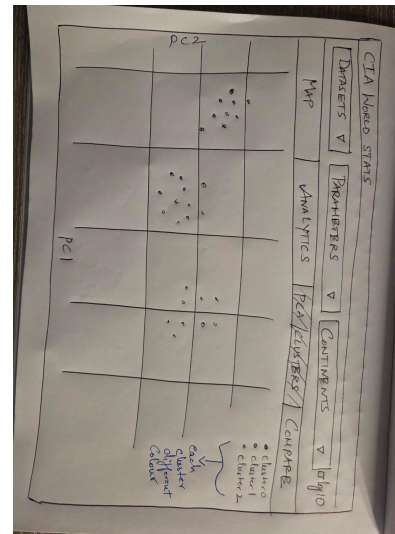 CIA WORLD STATS
DATASETS ▽ PARAMETERS ▽ CONTINENTS ▽ log10
MAP ANALYTICS PCA/CLUSTERS COMPARE
• cluster 0
• cluster 1
• cluster 2
each
cluster
different
colour
PC2
PC1